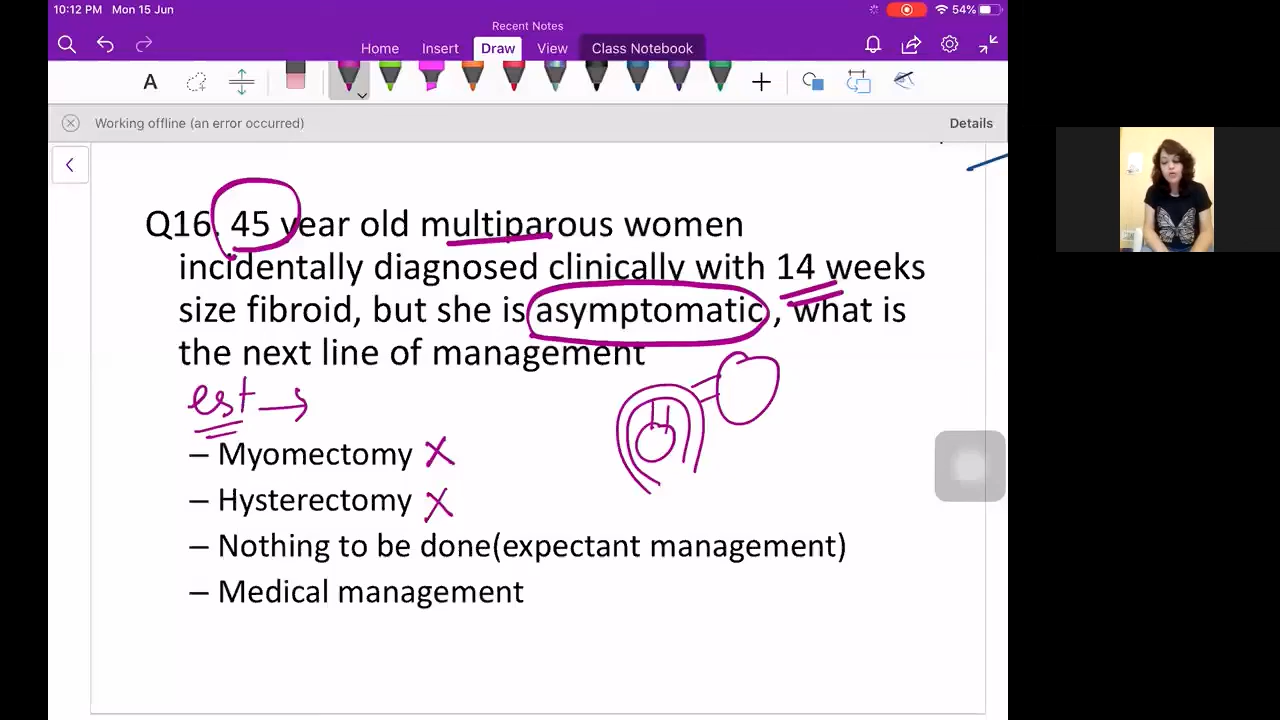 10:12 PM Mon 15 Jun
54%
Recent Notes
Home Insert Draw View Class Notebook
A
Working offline (an error occurred)
Details
Q16. 45 year old multiparous women
incidentally diagnosed clinically with 14 weeks
size fibroid, but she is asymptomatic , what is
the next line of management
est →
– Myomectomy X
– Hysterectomy X
– Nothing to be done(expectant management)
– Medical management